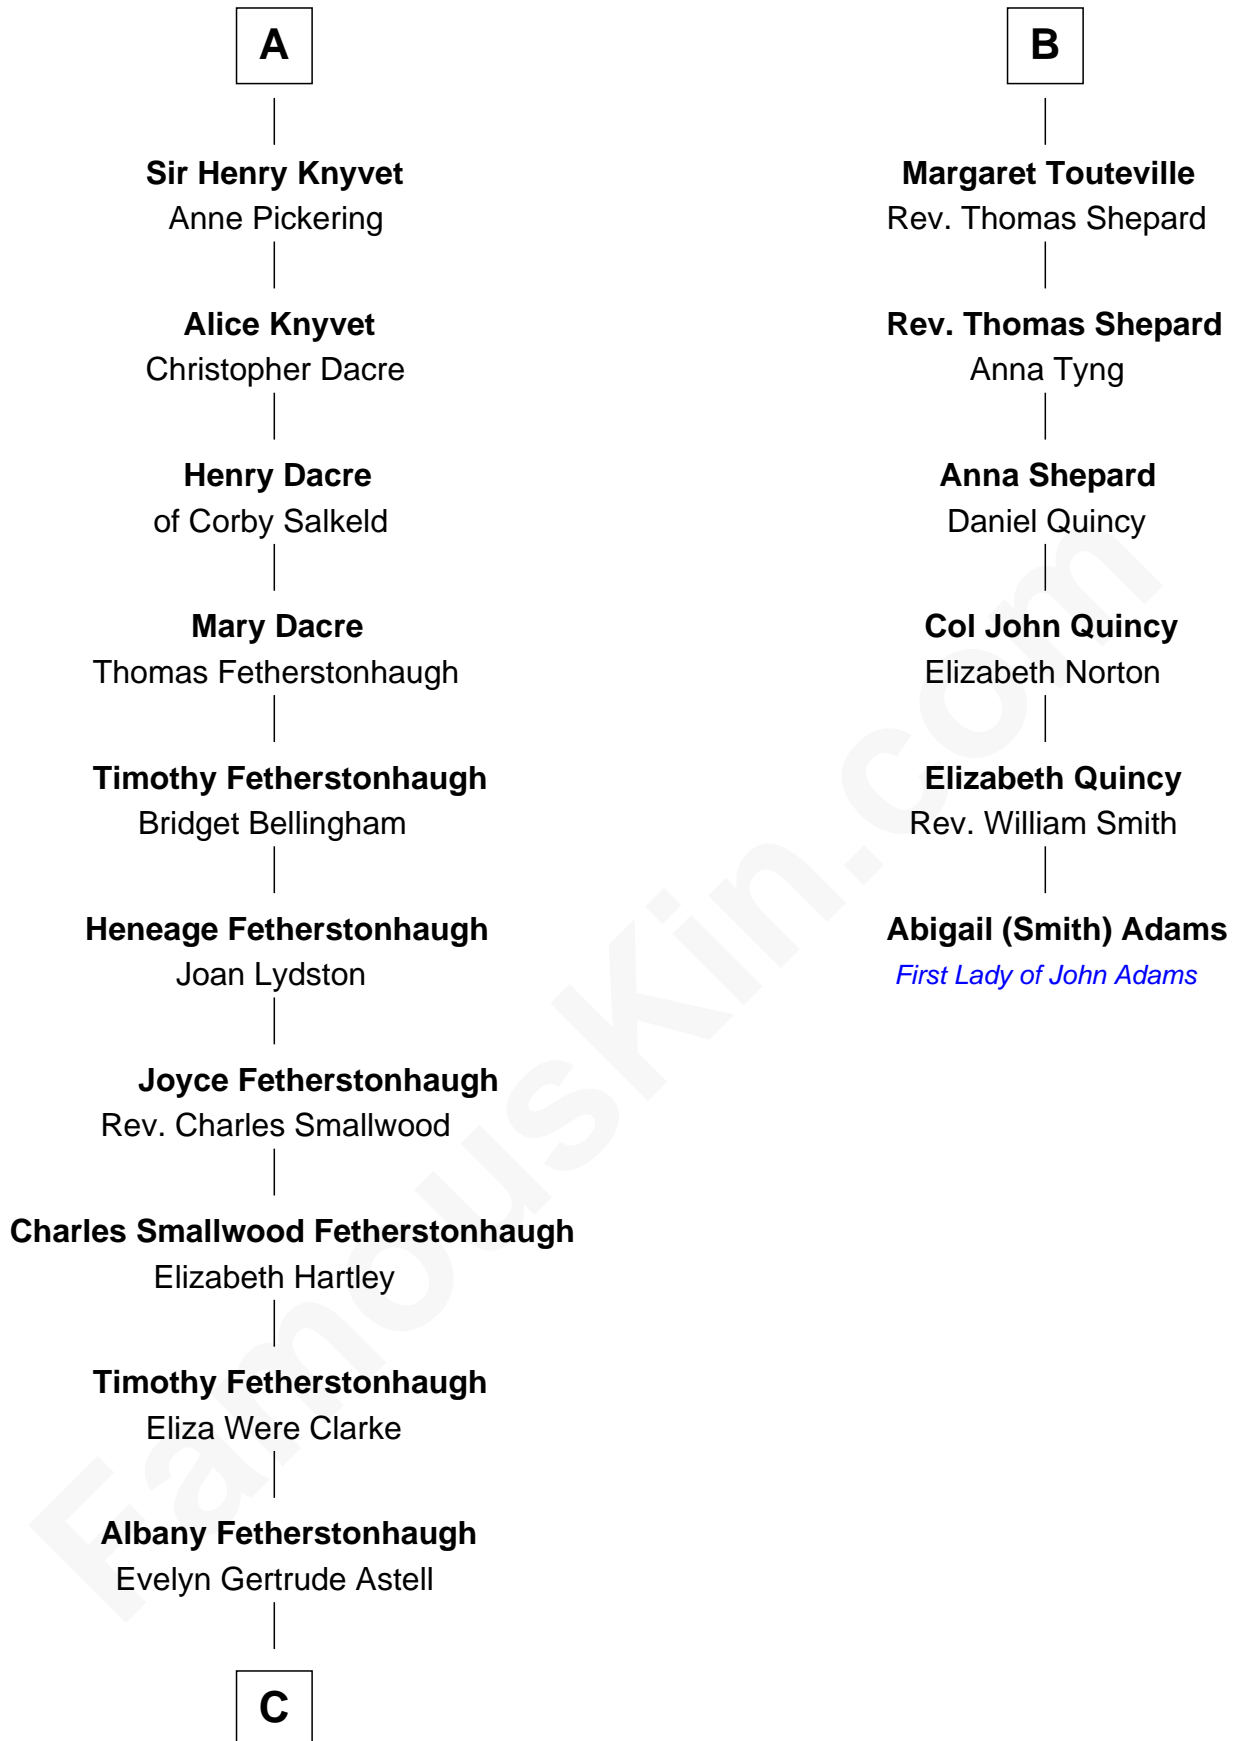 A
Sir Henry Knyvet
Anne Pickering
Alice Knyvet
Christopher Dacre
Henry Dacre
of Corby Salkeld
Mary Dacre
Thomas Fetherstonhaugh
Timothy Fetherstonhaugh
Bridget Bellingham
Heneage Fetherstonhaugh
Joan Lydston
Joyce Fetherstonhaugh
Rev. Charles Smallwood
Charles Smallwood Fetherstonhaugh
Elizabeth Hartley
Timothy Fetherstonhaugh
Eliza Were Clarke
Albany Fetherstonhaugh
Evelyn Gertrude Astell
C
B
Margaret Touteville
Rev. Thomas Shepard
Rev. Thomas Shepard
Anna Tyng
Anna Shepard
Daniel Quincy
Col John Quincy
Elizabeth Norton
Elizabeth Quincy
Rev. William Smith
Abigail (Smith) Adams
First Lady of John Adams
FamousKin.com